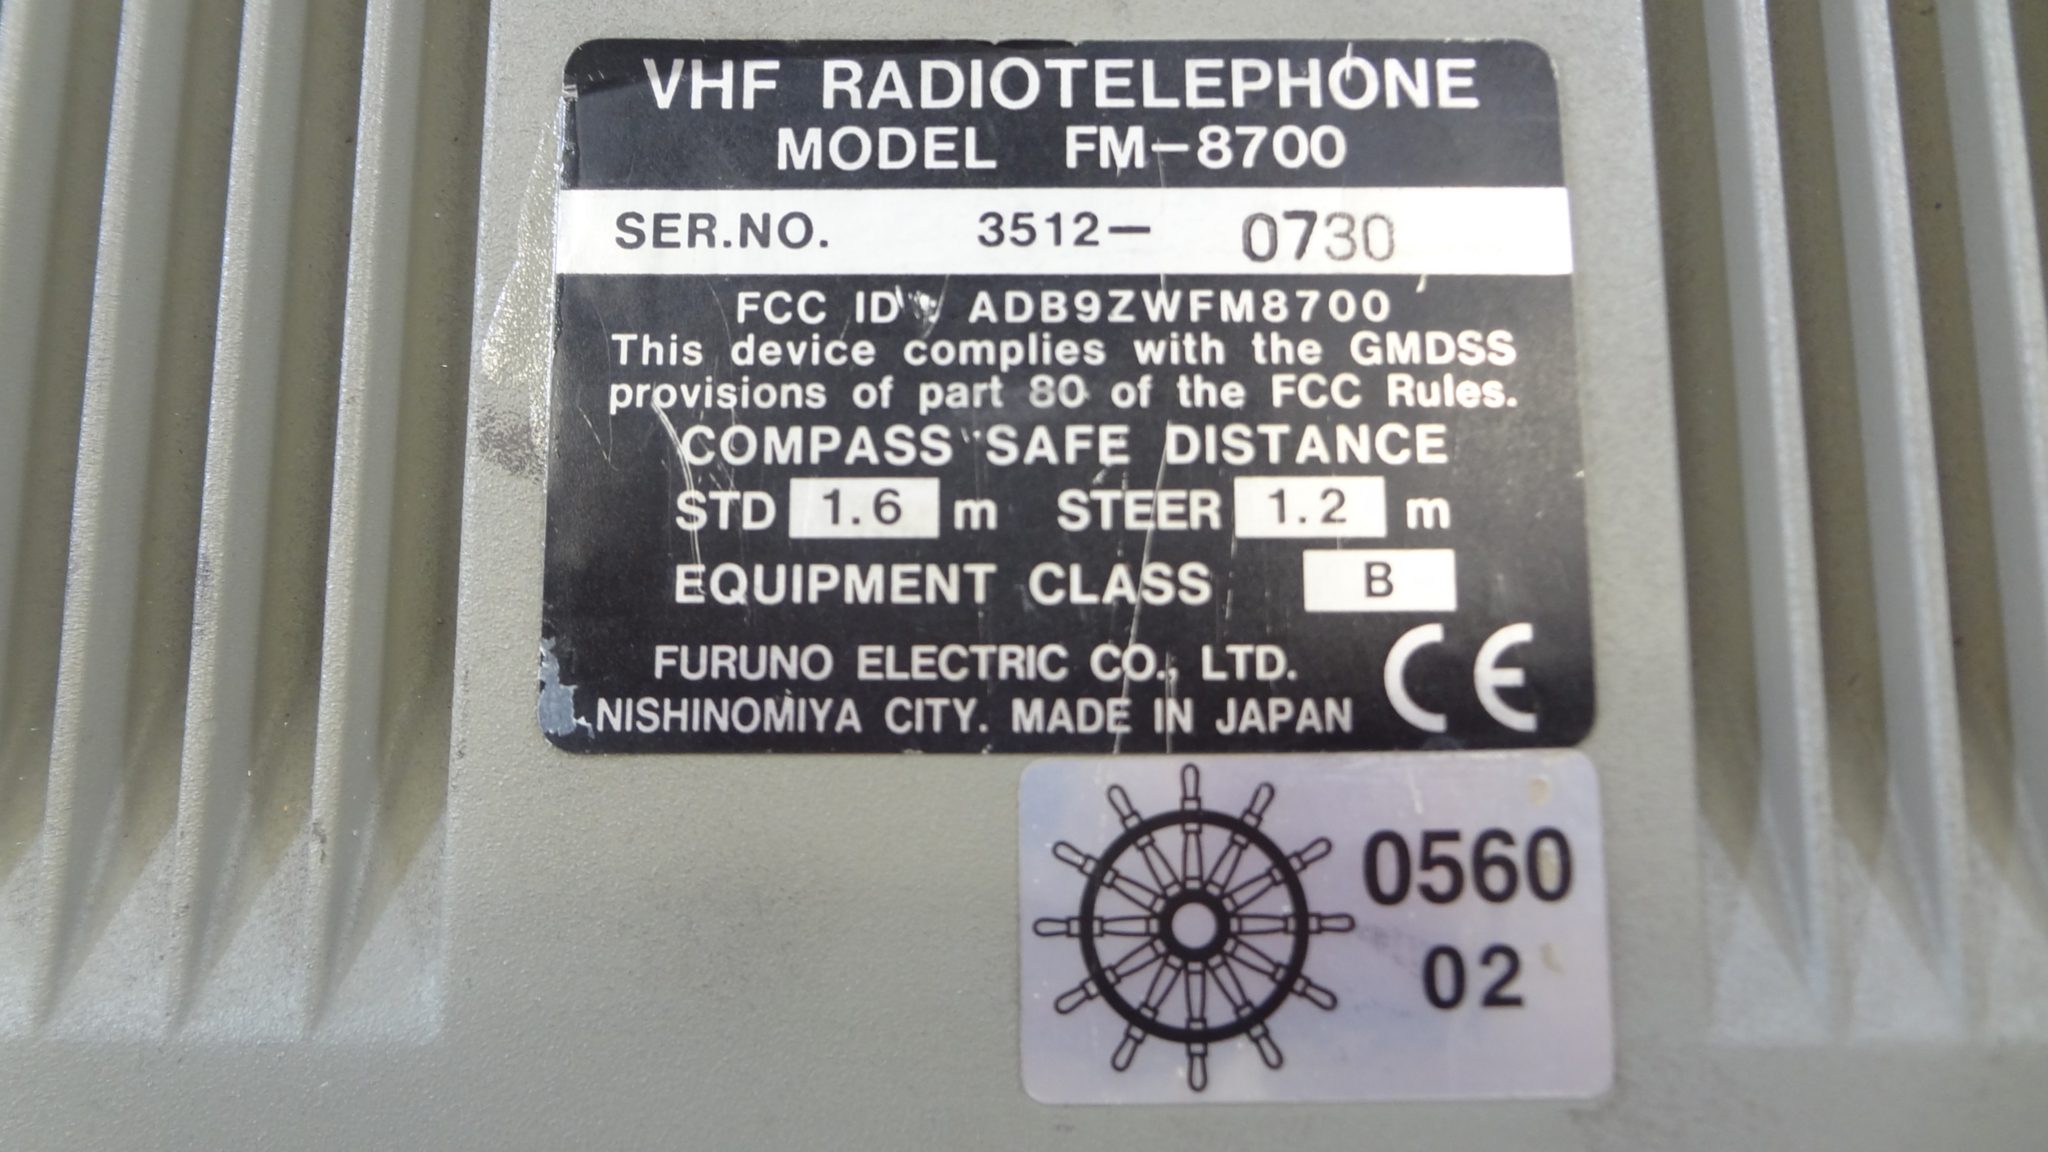 VHF RADIOTELEPHONE
MODEL FM-8700
SER.NO. 3512- 0730
FCC ID : ADB9ZWFM8700
This device complies with the GMDSS
provisions of part 80 of the FCC Rules.
COMPASS SAFE DISTANCE
STD 1.6 m STEER 1.2 m
EQUIPMENT CLASS B
FURUNO ELECTRIC CO., LTD.
NISHINOMIYA CITY. MADE IN JAPAN
CE
0560
02